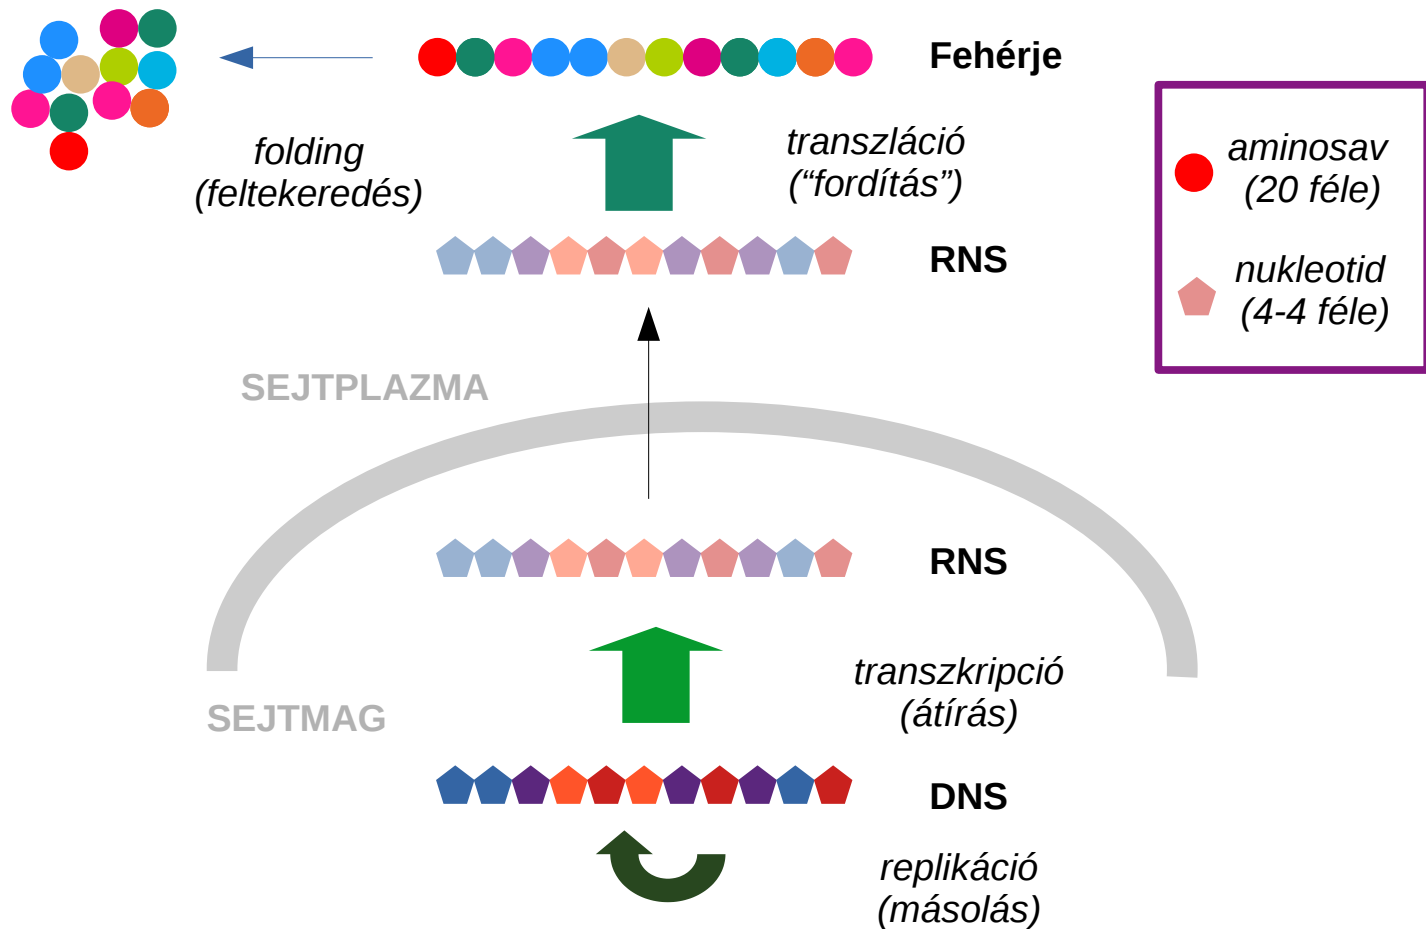 Fehérje
folding
(feltekeredés)
transzláció
(“fordítás”)
RNS
aminosav
(20 féle)
nukleotid
(4-4 féle)
SEJTPLAZMA
RNS
SEJTMAG
transzkripció
(átírás)
DNS
replikáció
(másolás)